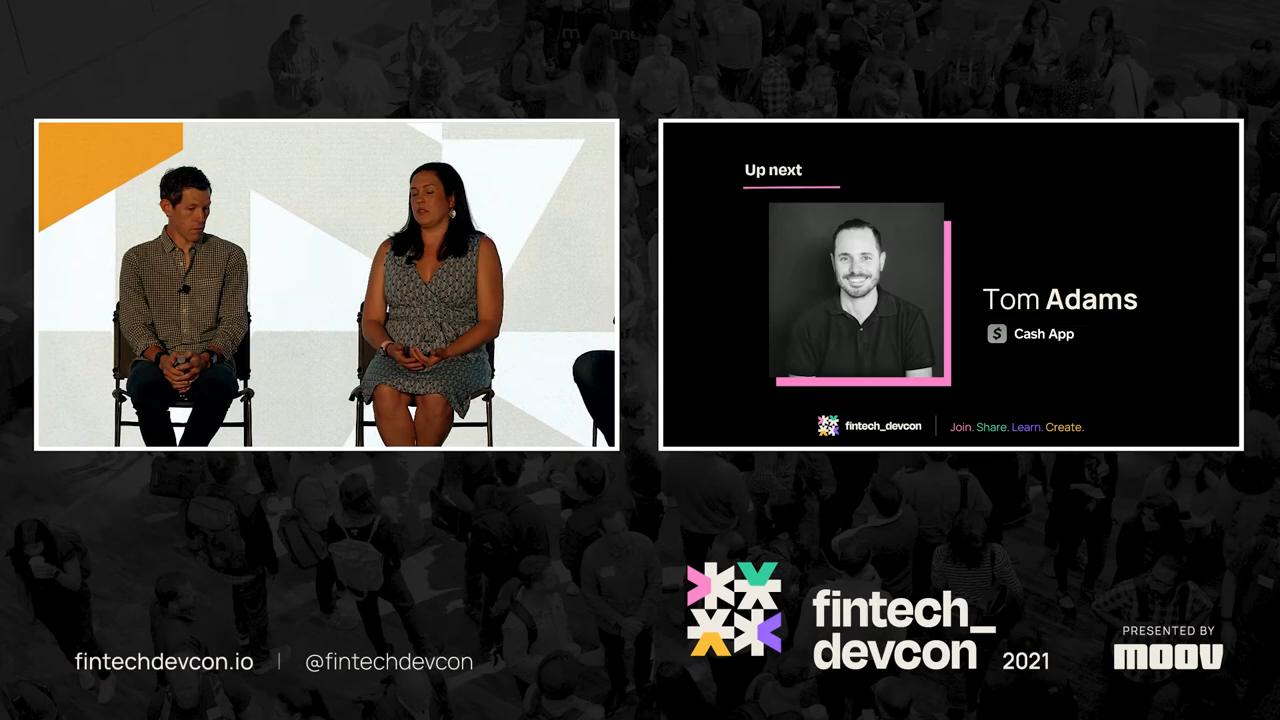 Up next
Tom Adams
Cash App
fintech_devcon
Join. Share. Learn. Create.
fintechdevcon.io
@fintechdevcon
fintech_
devcon 2021
PRESENTED BY
moov